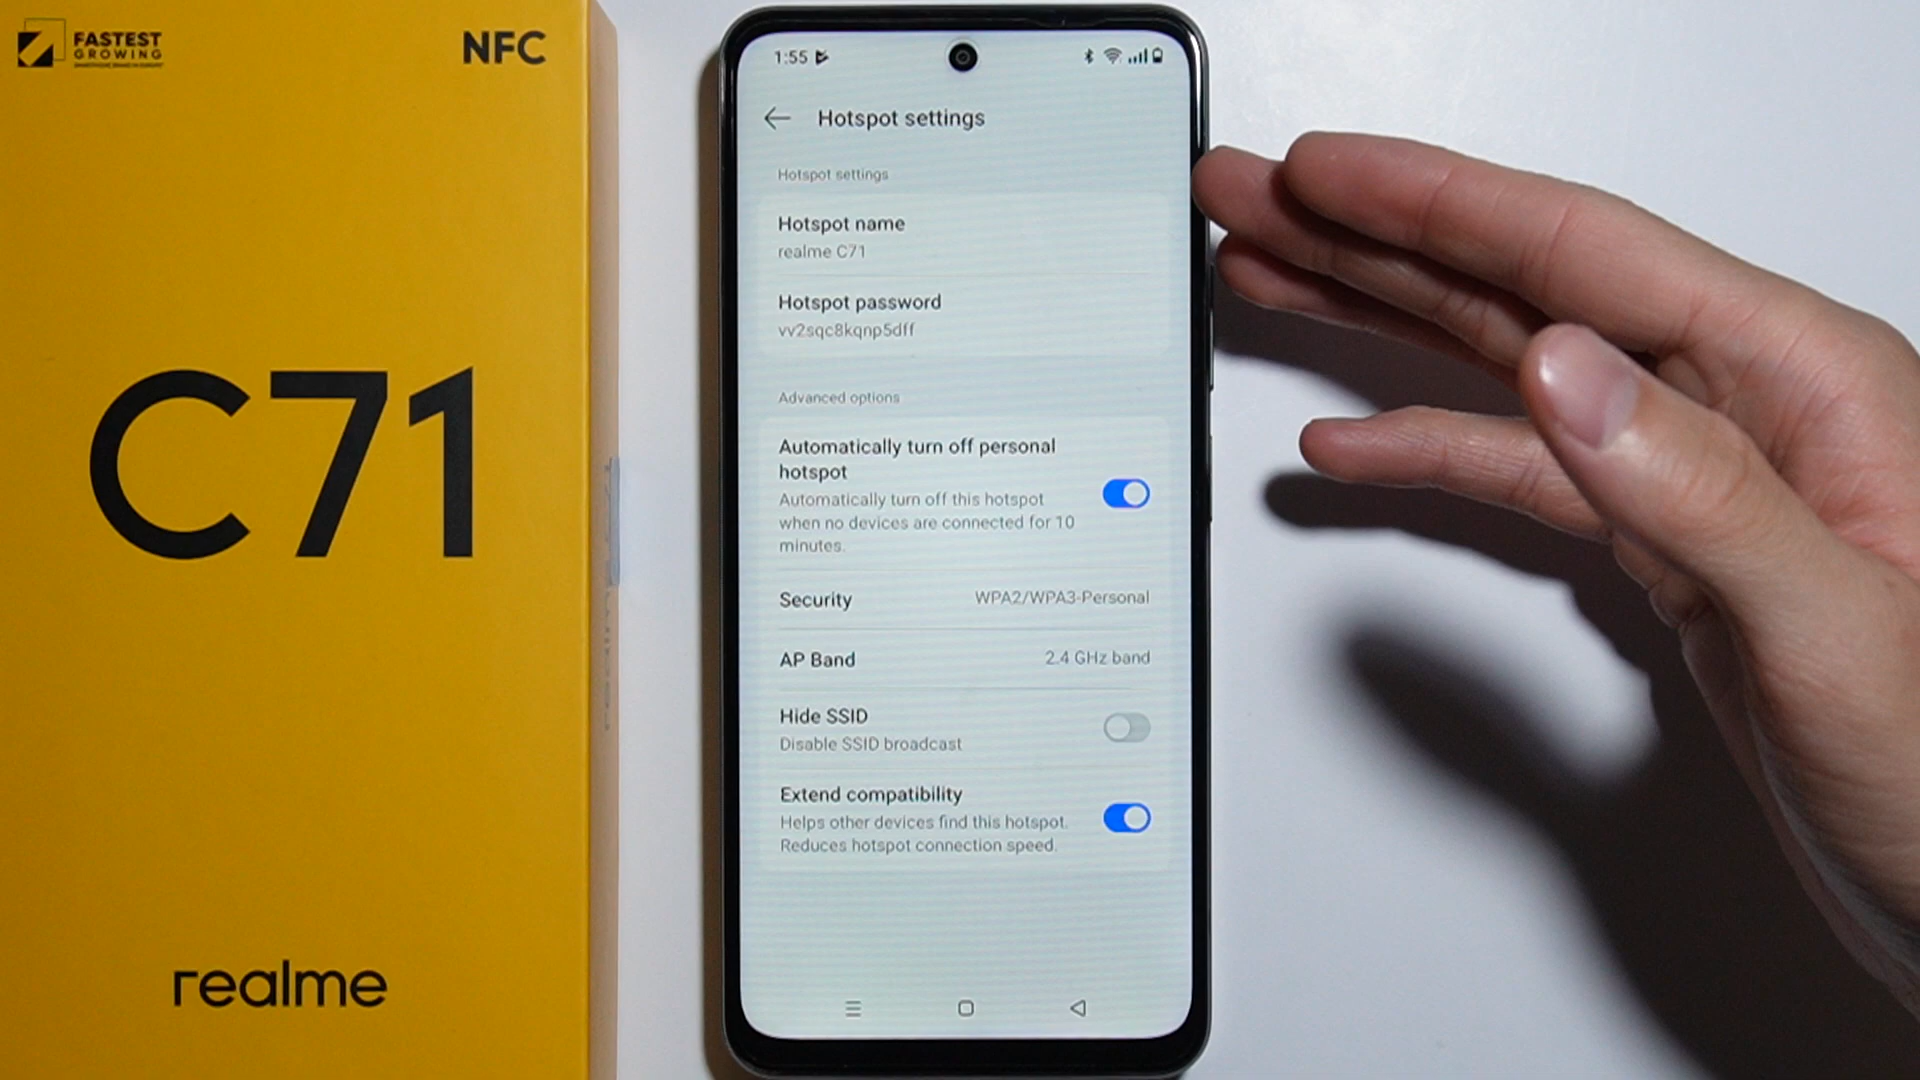 FASTEST
GROWING
NFC
C71
realme
1:55
Hotspot settings
Hotspot settings
Hotspot name
realme C71
Hotspot password
vv2sqc8kqnp5dff
Advanced options
Automatically turn off personal
hotspot
Automatically turn off this hotspot
when no devices are connected for 10
minutes.
Security
WPA2/WPA3-Personal
AP Band
2.4 GHz band
Hide SSID
Disable SSID broadcast
Extend compatibility
Helps other devices find this hotspot.
Reduces hotspot connection speed.